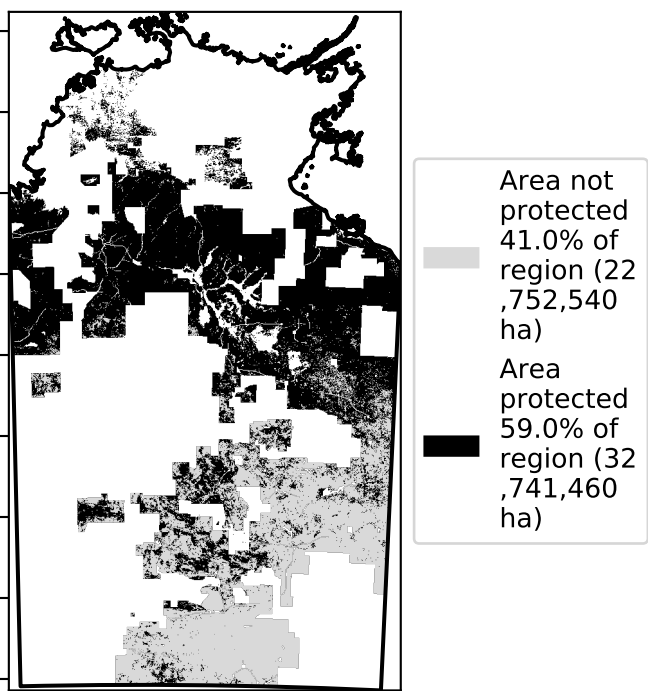 Area not
protected
41.0% of
region (22
,752,540
ha)
Area
protected
59.0% of
region (32
,741,460
ha)